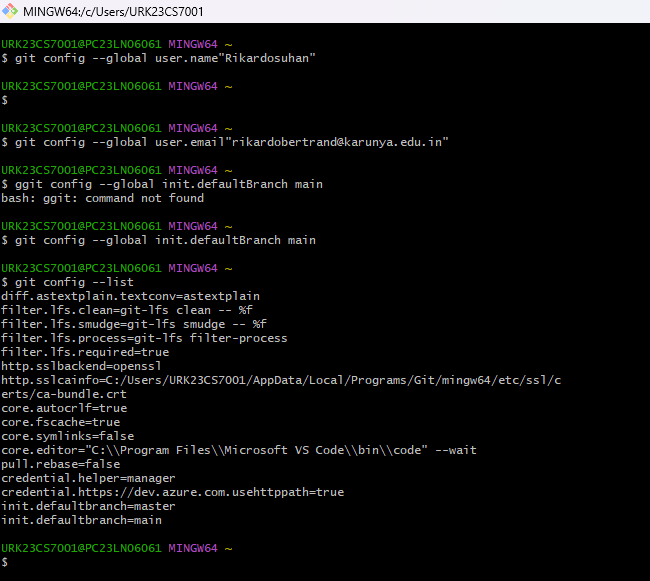 MINGW64:/c/Users/URK23CS7001
URK23CS7001@PC23LN06061 MINGW64 ~
$ git config --global user.name"Rikardosuhan"
URK23CS7001@PC23LN06061 MINGW64 ~
$
URK23CS7001@PC23LN06061 MINGW64 ~
$ git config --global user.email"rikardobertrand@karunya.edu.in"
URK23CS7001@PC23LN06061 MINGW64 ~
$ ggit config --global init.defaultBranch main
bash: ggit: command not found
URK23CS7001@PC23LN06061 MINGW64 ~
$ git config --global init.defaultBranch main
URK23CS7001@PC23LN06061 MINGW64 ~
$ git config --list
diff.astextplain.textconv=astextplain
filter.lfs.clean=git-lfs clean -- %f
filter.lfs.smudge=git-lfs smudge -- %f
filter.lfs.process=git-lfs filter-process
filter.lfs.required=true
http.sslbackend=openssl
http.sslcainfo=C:/Users/URK23CS7001/AppData/Local/Programs/Git/mingw64/etc/ssl/c
erts/ca-bundle.crt
core.autocrlf=true
core.fscache=true
core.symlinks=false
core.editor="C:\\Program Files\\Microsoft VS Code\\bin\\code" --wait
pull.rebase=false
credential.helper=manager
credential.https://dev.azure.com.usehttppath=true
init.defaultbranch=master
init.defaultbranch=main
URK23CS7001@PC23LN06061 MINGW64 ~
$